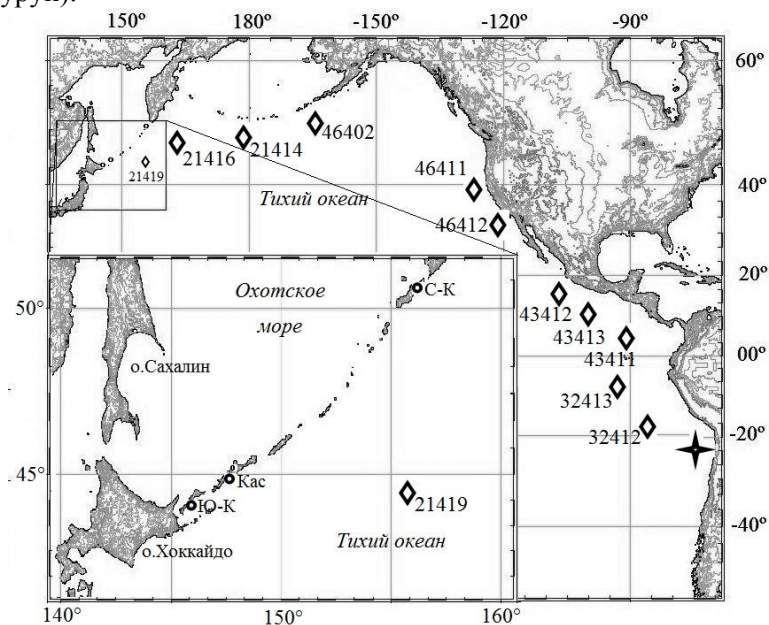 урур).
150º 180º -150º -120º -90º
60º
46402
21416 21414
21419
46411
40º
Тихий океан
46412
20º
Охотское
море
С-К
50º
43412
43413
43411
00º
о.Сахалин
32413
32412
-20º
45º
Кас
21419
Ю-К
-40º
о.Хоккайдо
Тихий океан
140º 150º 160º